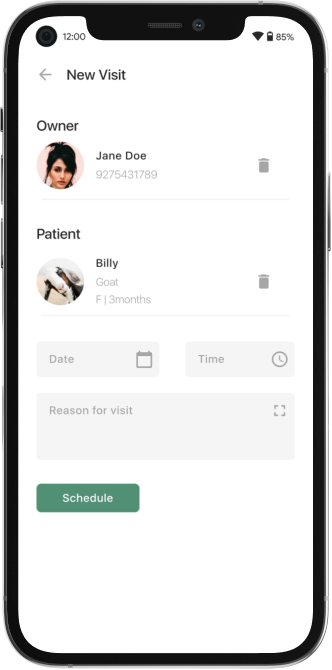 12:00
85%
New Visit
Owner
Jane Doe
9275431789
Patient
Billy
Goat
F | 3months
Date
Time
Reason for visit
Schedule